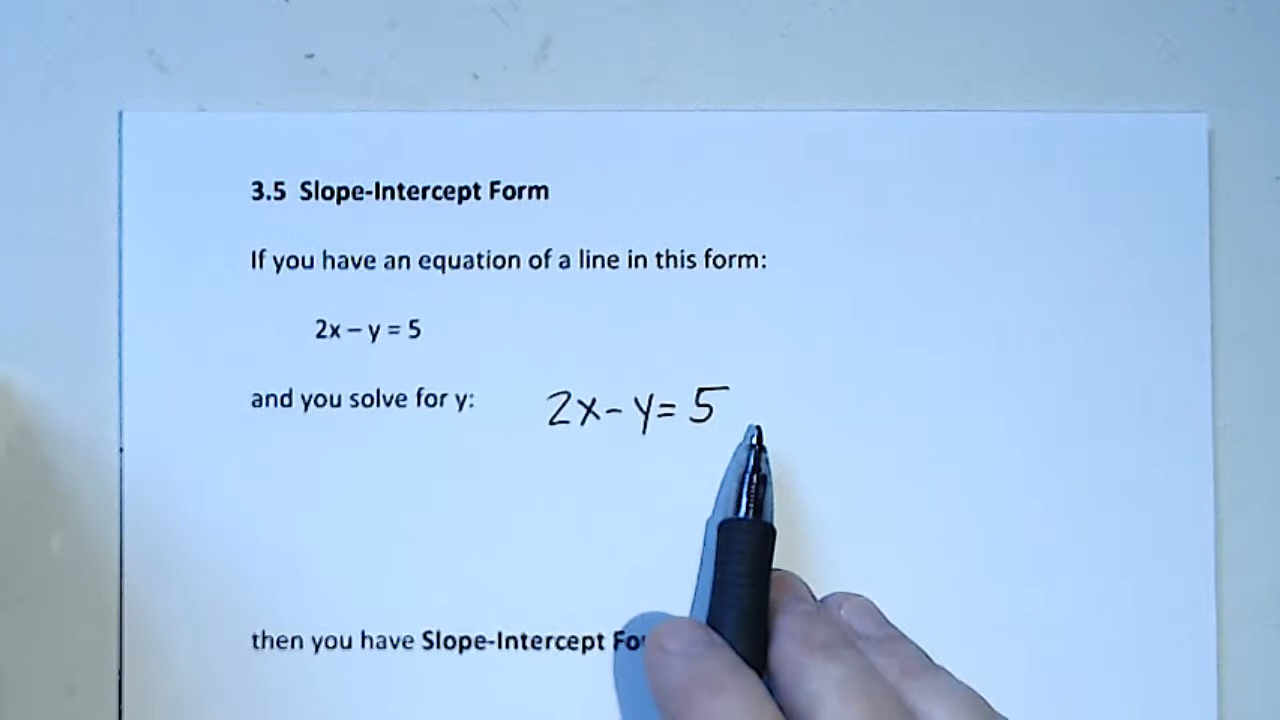 3.5 Slope-Intercept Form
If you have an equation of a line in this form:
2x – y = 5
and you solve for y: 2x - y = 5
then you have Slope-Intercept